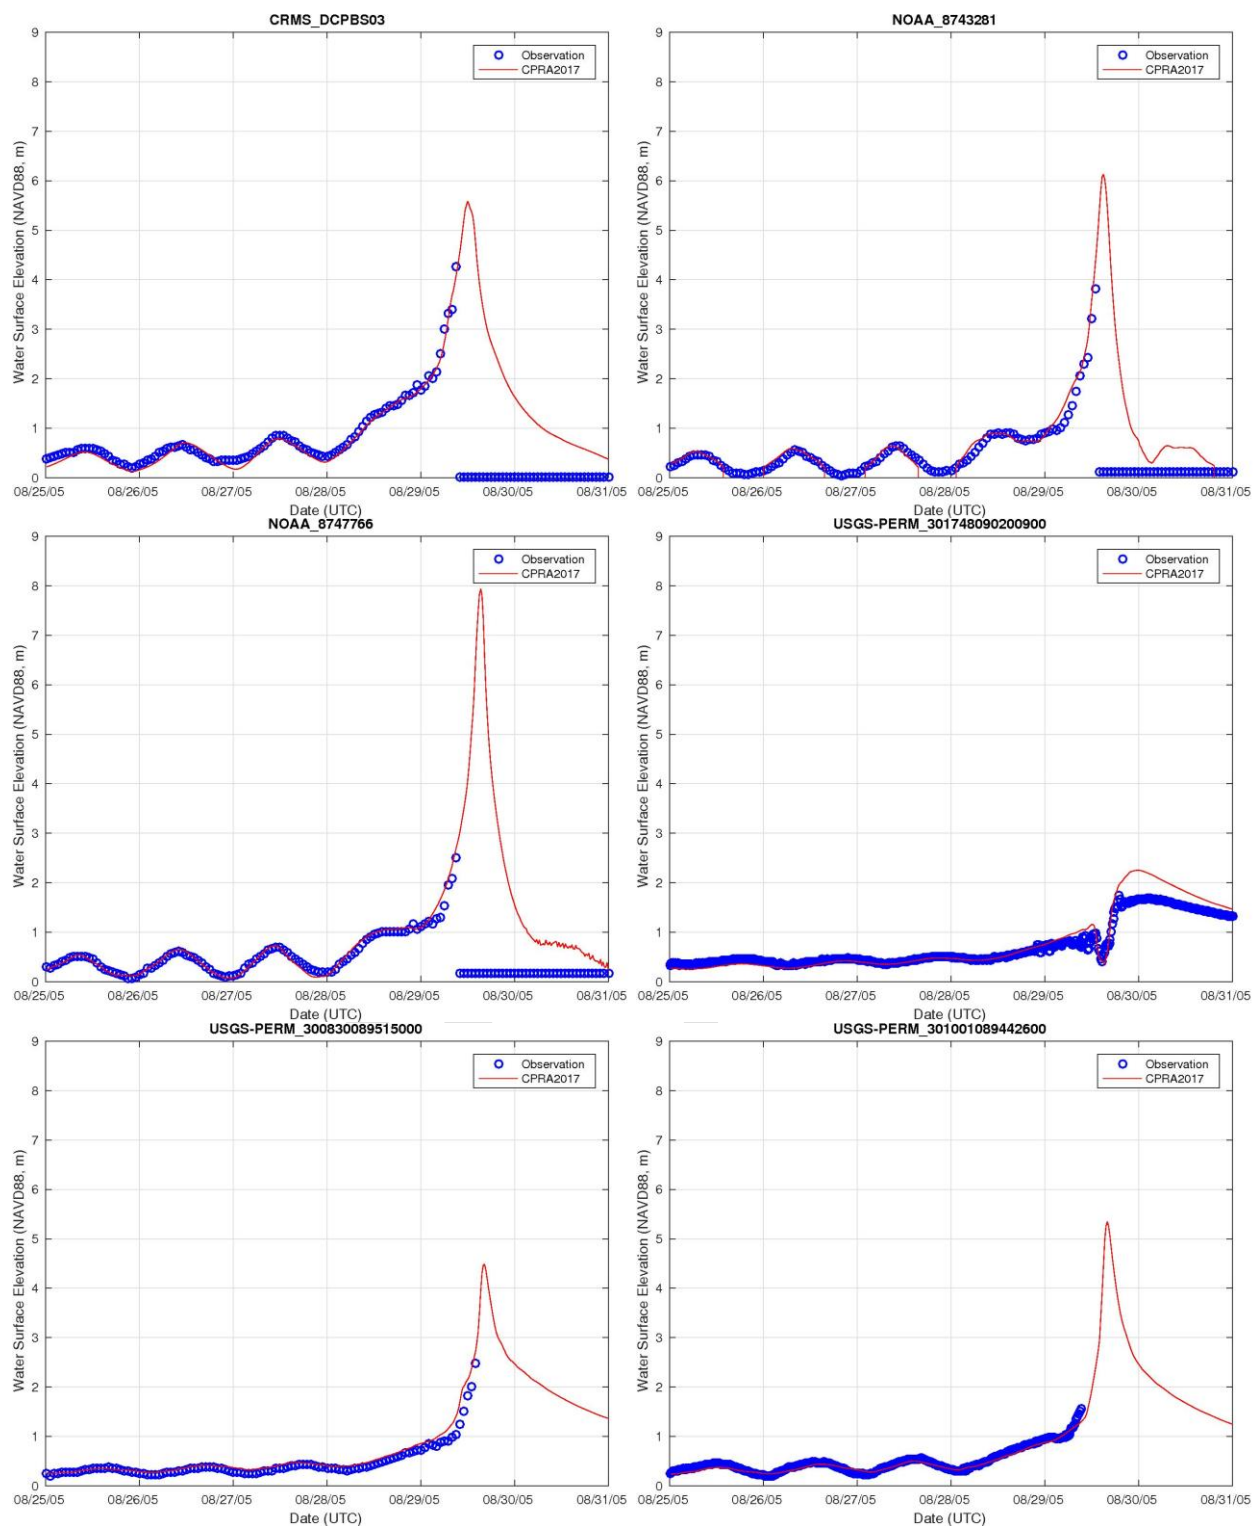 CRMS_DCPBS03
Water Surface Elevation (NAVD88, m)
9
8
7
6
5
4
3
2
1
0
Observation
CPRA2017
08/25/05 08/26/05 08/27/05 08/28/05 08/29/05 08/30/05 08/31/05
Date (UTC)
NOAA_8743281
Water Surface Elevation (NAVD88, m)
9
8
7
6
5
4
3
2
1
0
Observation
CPRA2017
08/25/05 08/26/05 08/27/05 08/28/05 08/29/05 08/30/05 08/31/05
Date (UTC)
NOAA_8747766
Water Surface Elevation (NAVD88, m)
9
8
7
6
5
4
3
2
1
0
Observation
CPRA2017
08/25/05 08/26/05 08/27/05 08/28/05 08/29/05 08/30/05 08/31/05
Date (UTC)
USGS-PERM_301748090200900
Water Surface Elevation (NAVD88, m)
9
8
7
6
5
4
3
2
1
0
Observation
CPRA2017
08/25/05 08/26/05 08/27/05 08/28/05 08/29/05 08/30/05 08/31/05
Date (UTC)
USGS-PERM_300830089515000
Water Surface Elevation (NAVD88, m)
9
8
7
6
5
4
3
2
1
0
Observation
CPRA2017
08/25/05 08/26/05 08/27/05 08/28/05 08/29/05 08/30/05 08/31/05
Date (UTC)
USGS-PERM_301001089442600
Water Surface Elevation (NAVD88, m)
9
8
7
6
5
4
3
2
1
0
Observation
CPRA2017
08/25/05 08/26/05 08/27/05 08/28/05 08/29/05 08/30/05 08/31/05
Date (UTC)